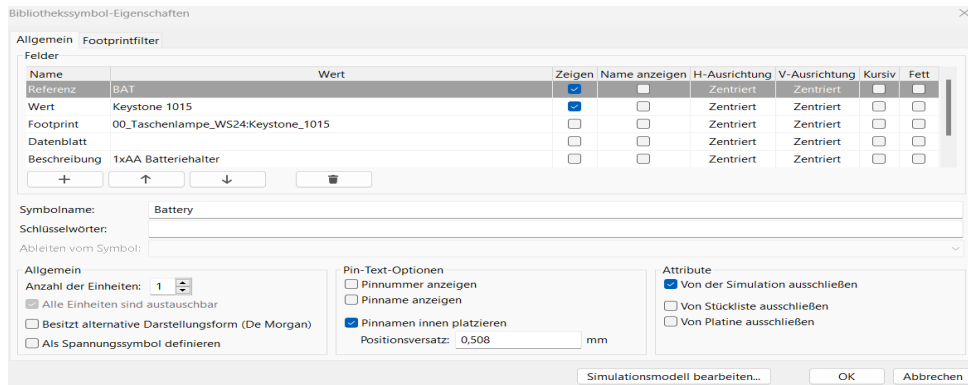 Bibliothekssymbol-Eigenschaften
Allgemein Footprintfilter
Felder
Name Wert Zeigen Name anzeigen H-Ausrichtung V-Ausrichtung Kursiv Fett
Referenz BAT Zentriert Zentriert
Wert Keystone 1015 Zentriert Zentriert
Footprint 00_Taschenlampe_WS24:Keystone_1015 Zentriert Zentriert
Datenblatt Zentriert Zentriert
Beschreibung 1xAA Batteriehalter Zentriert Zentriert
Symbolname: Battery
Schlüsselwörter:
Ableiten vom Symbol:
Allgemein Pin-Text-Optionen Attribute
Anzahl der Einheiten: 1 Pinnummer anzeigen Von der Simulation ausschließen
Alle Einheiten sind austauschbar Pinname anzeigen Von Stückliste ausschließen
Besitzt alternative Darstellungsform (De Morgan) Pinnamen innen platzieren Von Platine ausschließen
Als Spannungssymbol definieren Positionsversatz: 0,508 mm
Simulationsmodell bearbeiten... OK Abbrechen